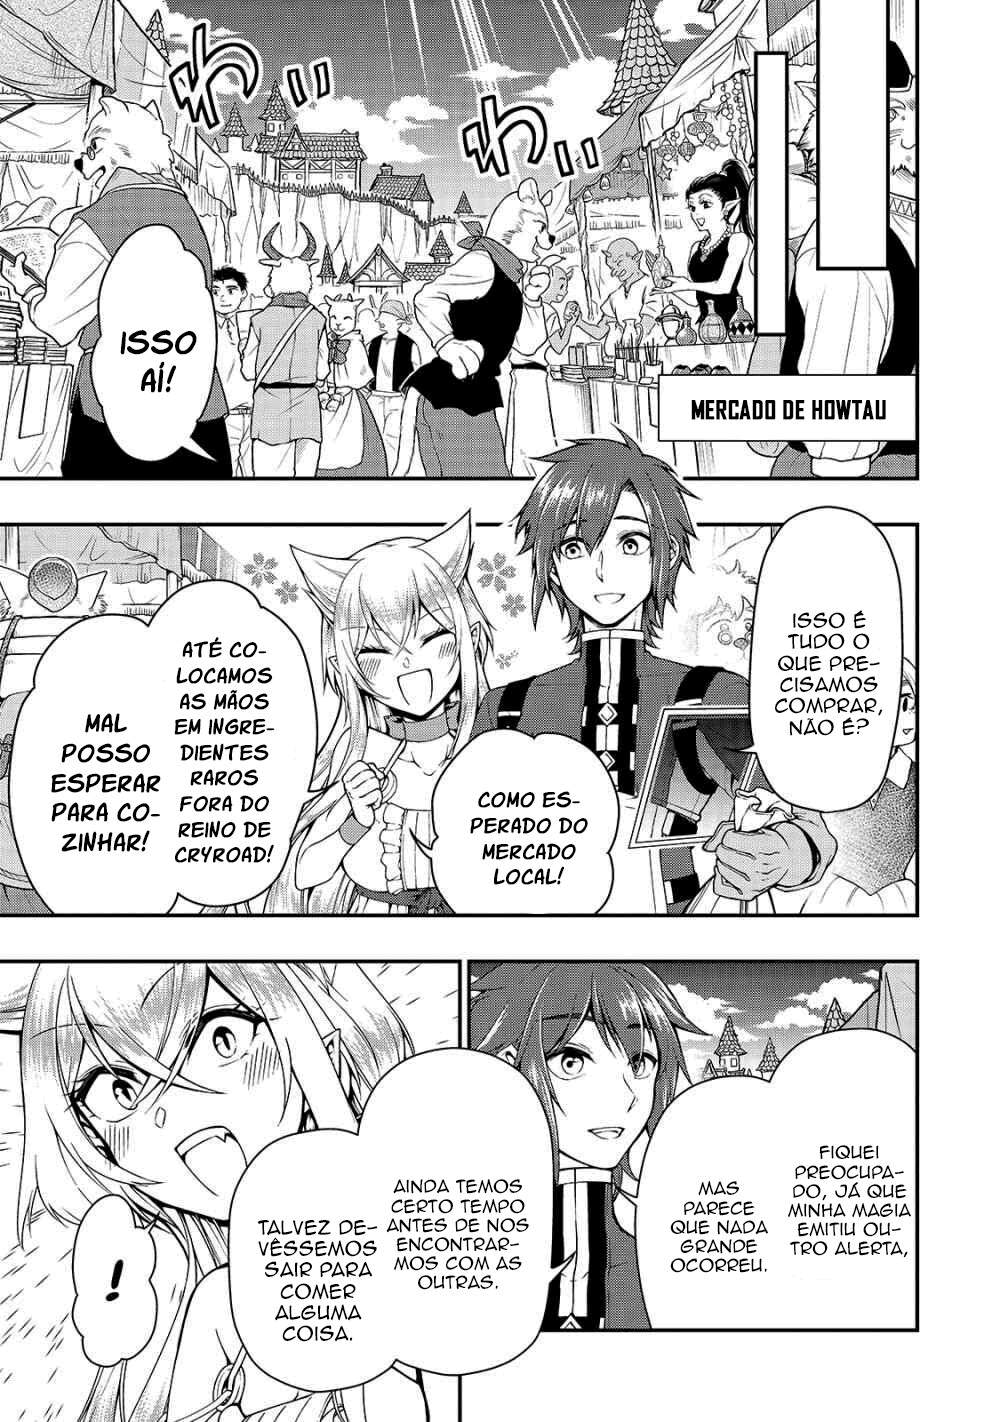 わいわい
MERCADO DE HOWTAU
ISSO
AÍ!
ISSO É
TUDO O
QUE PRE-
CISAMOS
COMPRAR,
NÃO É?
COMO ES-
PERADO DO
MERCADO
LOCAL!
ATÉ CO-
LOCAMOS
AS MÃOS
EM INGRE-
DIENTES
RAROS
FORA DO
REINO DE
CRYROAD!
MAL
POSSO
ESPERAR
PARA CO-
ZINHAR!
FIQUEI
PREOCUPA-
DO, JÁ QUE
MINHA MAGIA
EMITIU OU-
TRO ALERTA,
MAS
PARECE
QUE NADA
GRANDE
OCORREU.
AINDA TEMOS
CERTO TEMPO
ANTES DE NOS
ENCONTRAR-
MOS COM AS
OUTRAS.
TALVEZ DE-
VÊSSEMOS
SAIR PARA
COMER
ALGUMA
COISA.
!